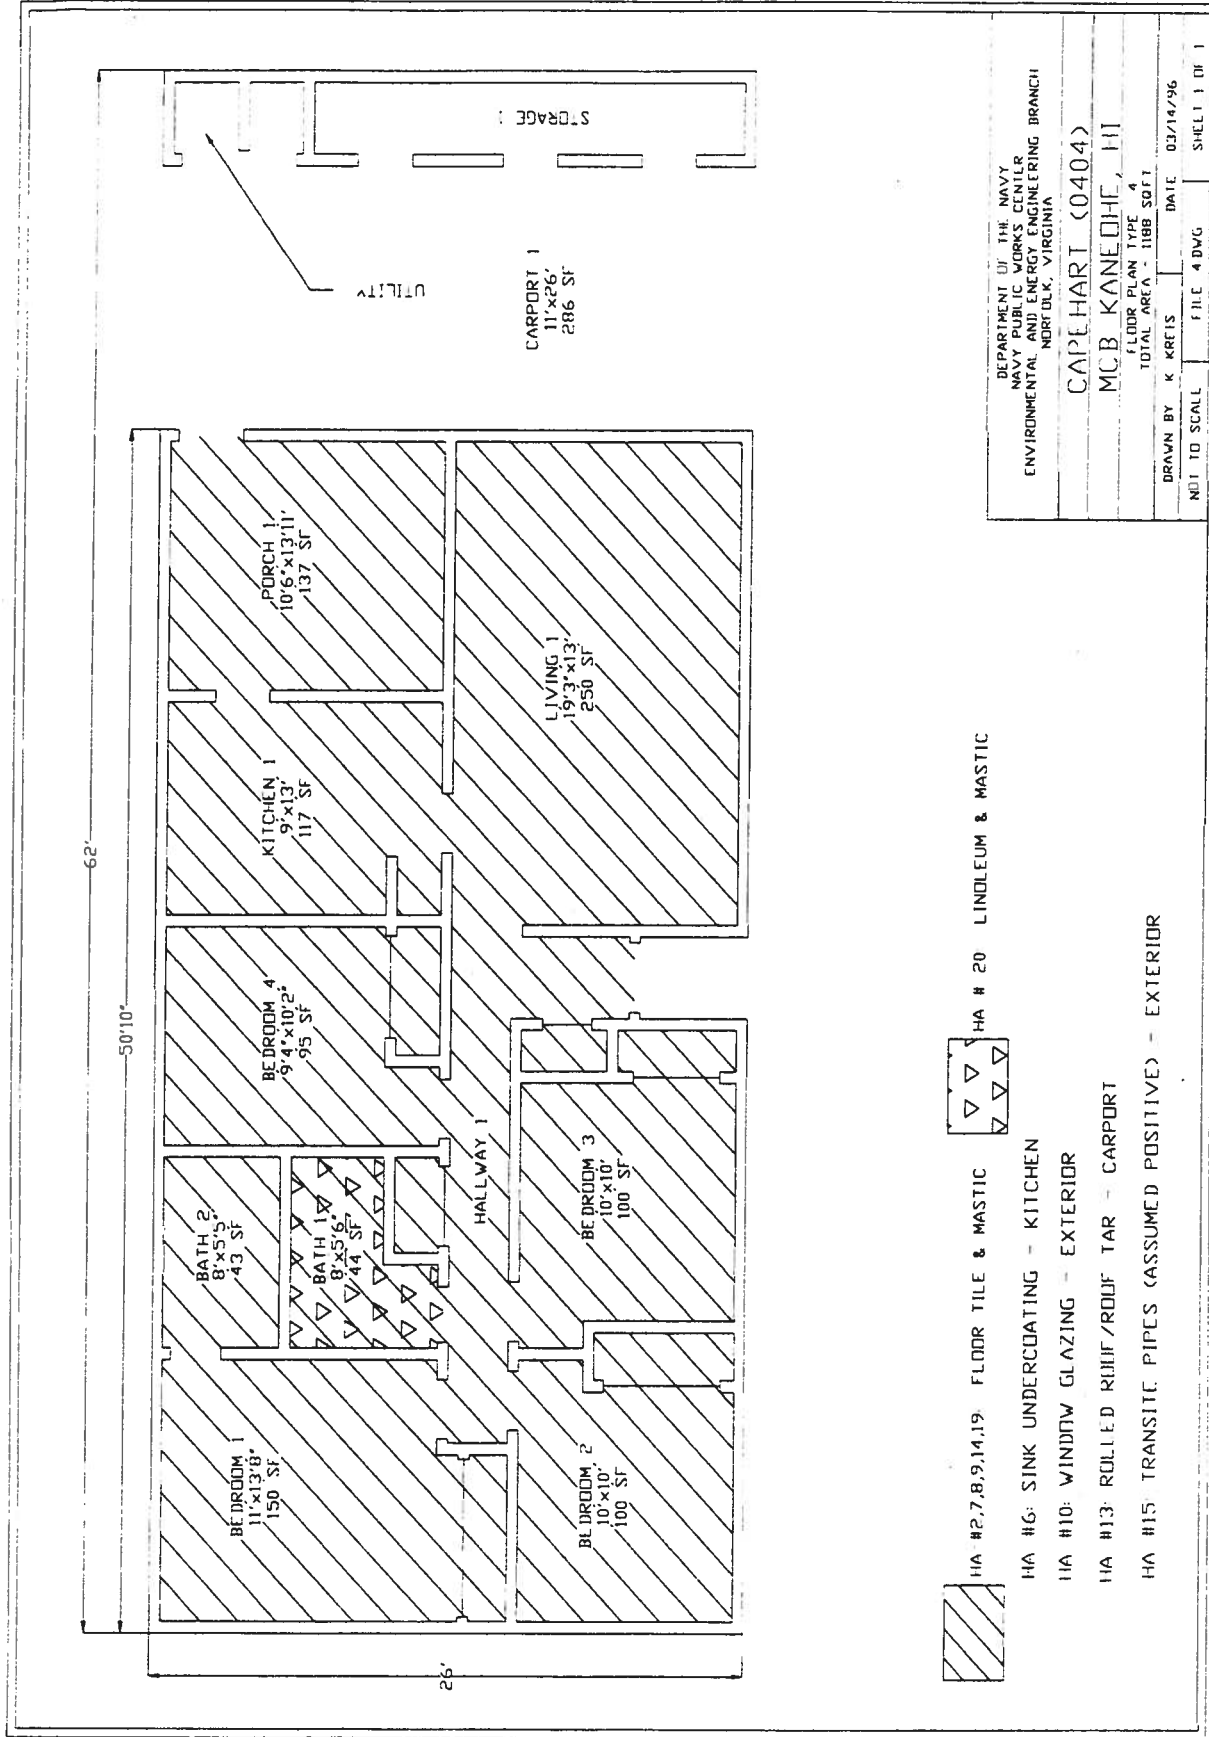 62'
50'10"
26'
BEDROOM 1
11'x13'8"
150 SF
BATH 2
8'x5'5"
43 SF
BATH 1
8'x5'6"
44 SF
BEDROOM 4
9'4"x10'2"
95 SF
KITCHEN 1
9'x13'
117 SF
PORCH 1
10'6"x13'11'
137 SF
UTILITY
STORAGE 1
CARPORT 1
11'x26'
286 SF
HALLWAY 1
LIVING 1
19'3"x13'
250 SF
BEDROOM 2
10'x10'
100 SF
BEDROOM 3
10'x10'
100 SF
HA #2,7,8,9,14,19 FLOOR TILE & MASTIC
HA # 20 LINOLEUM & MASTIC
HA #6: SINK UNDERCOATING - KITCHEN
HA #10: WINDOW GLAZING - EXTERIOR
HA #13: ROLLED ROOF/ROOF TAR - CARPORT
HA #15: TRANSITE PIPES (ASSUMED POSITIVE) - EXTERIOR
DEPARTMENT OF THE NAVY
NAVY PUBLIC WORKS CENTER
ENVIRONMENTAL AND ENERGY ENGINEERING BRANCH
NORFOLK, VIRGINIA
CAPEHART (0404)
MCB KANEOHE, HI
FLOOR PLAN TYPE 4
TOTAL AREA - 1188 SQFT
DRAWN BY K KREIS
DATE 03/14/96
NOT TO SCALE
FILE 4 DWG
SHEET 1 OF 1